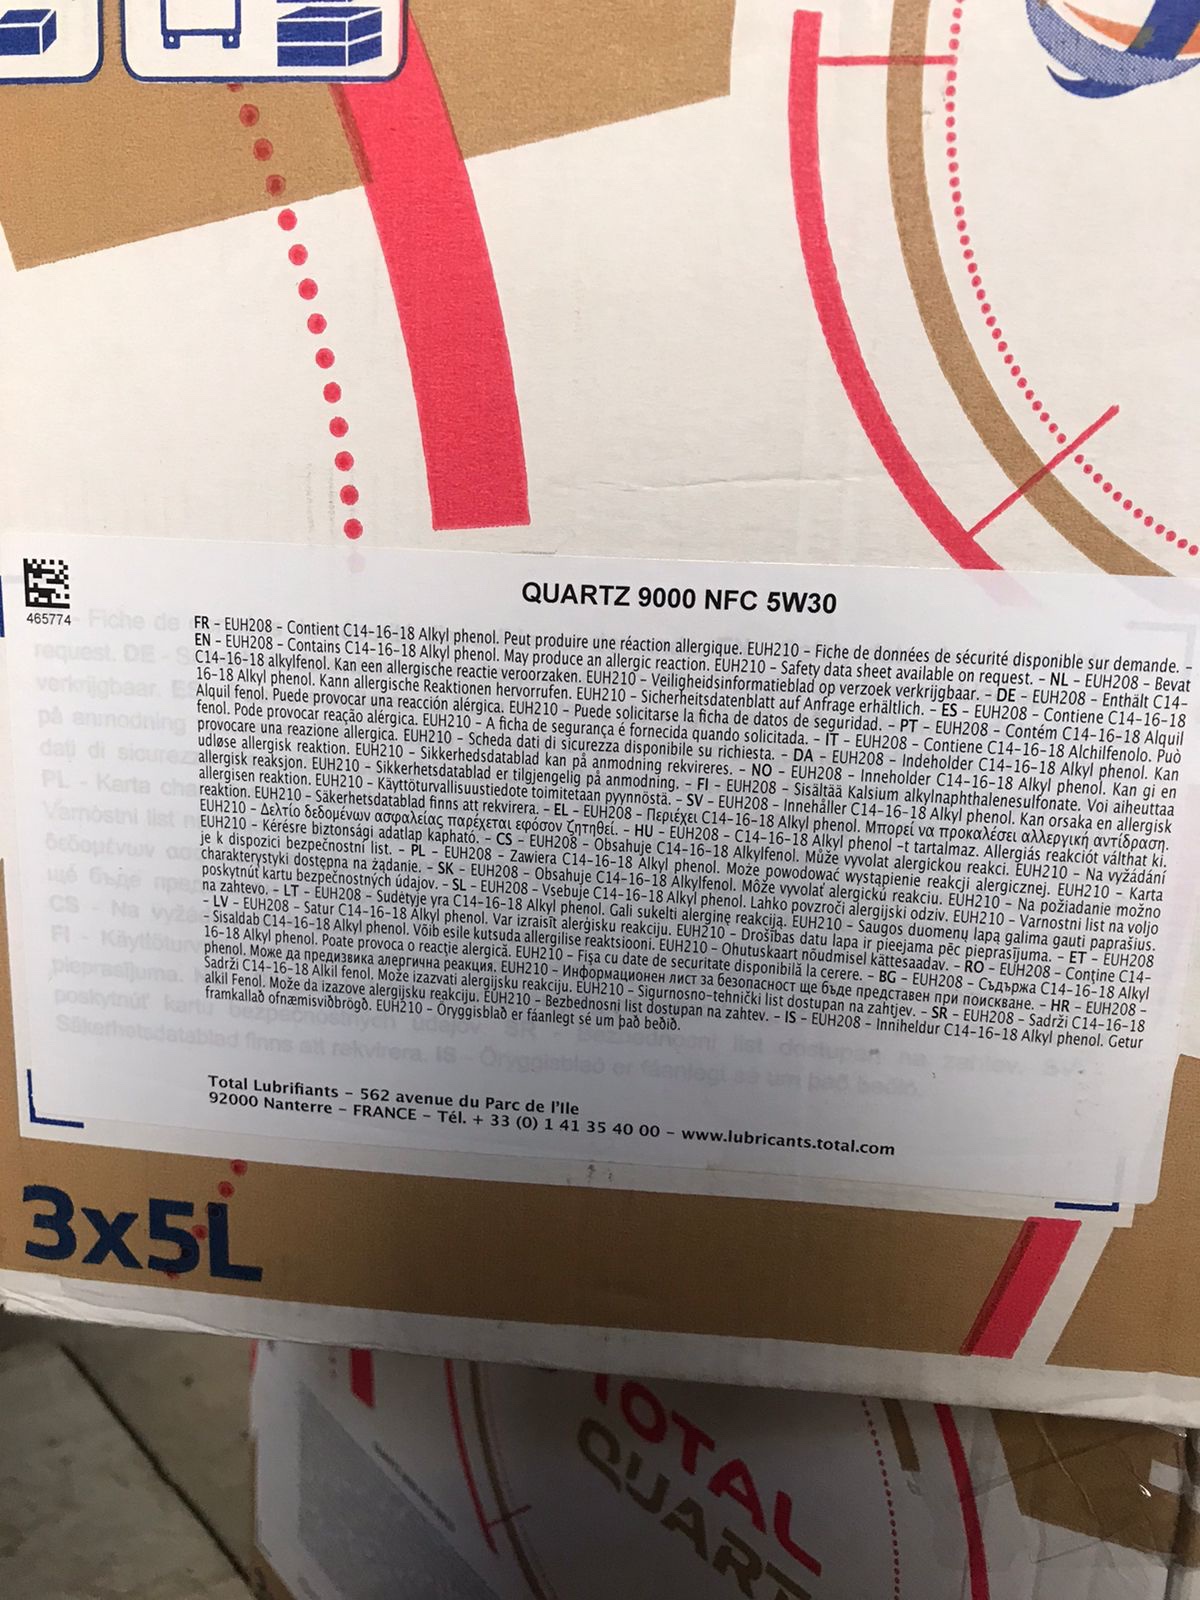 465774
QUARTZ 9000 NFC 5W30
FR - EUH208 - Contient C14-16-18 Alkyl phenol. Peut produire une réaction allergique. EUH210 - Fiche de données de sécurité disponible sur demande. -
EN - EUH208 - Contains C14-16-18 Alkyl phenol. May produce an allergic reaction. EUH210 - Safety data sheet available on request. - NL - EUH208 - Bevat
C14-16-18 alkylfenol. Kan een allergische reactie veroorzaken. EUH210 - Veiligheidsinformatieblad op verzoek verkrijgbaar. - DE - EUH208 - Enthält C14-
16-18 Alkyl phenol. Kann allergische Reaktionen hervorrufen. EUH210 - Sicherheitsdatenblatt auf Anfrage erhältlich. - ES - EUH208 - Contiene C14-16-18
Alquil fenol. Puede provocar una reacción alérgica. EUH210 - Puede solicitarse la ficha de datos de seguridad. - PT - EUH208 - Contém C14-16-18 Alquil
fenol. Pode provocar reação alérgica. EUH210 - A ficha de segurança é fornecida quando solicitada. - IT - EUH208 - Contiene C14-16-18 Alchilfenolo. Può
provocare una reazione allergica. EUH210 - Scheda dati di sicurezza disponibile su richiesta. - DA - EUH208 - Indeholder C14-16-18 Alkyl phenol. Kan
udløse allergisk reaktion. EUH210 - Sikkerhedsdatablad kan på anmodning rekvireres. - NO - EUH208 - Inneholder C14-16-18 Alkyl phenol. Kan gi en
allergisk reaksjon. EUH210 - Sikkerhetsdatablad er tilgjengelig på anmodning. - FI - EUH208 - Sisältää Kalsium alkylnaphthalenesulfonate. Voi aiheuttaa
allergisen reaktion. EUH210 - Käyttöturvallisuustiedote toimitetaan pyynnöstä. - SV - EUH208 - Innehåller C14-16-18 Alkyl phenol. Kan orsaka en allergisk
reaktion. EUH210 - Säkerhetsdatablad finns att rekvirera. - EL - EUH208 - Περιέχει C14-16-18 Alkyl phenol. Μπορεί να προκαλέσει αλλεργική αντίδραση.
EUH210 - Δελτίο δεδομένων ασφαλείας παρέχεται εφόσον ζητηθεί. - HU - EUH208 - C14-16-18 Alkyl phenol -t tartalmaz. Allergiás reakciót válthat ki.
EUH210 - Kérésre biztonsági adatlap kapható. - CS - EUH208 - Obsahuje C14-16-18 Alkylfenol. Může vyvolat alergickou reakci. EUH210 - Na vyžádání
je k dispozici bezpečnostní list. - PL - EUH208 - Zawiera C14-16-18 Alkyl phenol. Może powodować wystąpienie reakcji alergicznej. EUH210 - Karta
charakterystyki dostępna na żądanie. - SK - EUH208 - Obsahuje C14-16-18 Alkylfenol. Môže vyvolať alergickú reakciu. EUH210 - Na požiadanie možno
poskytnúť kartu bezpečnostných údajov. - SL - EUH208 - Vsebuje C14-16-18 Alkyl phenol. Lahko povzroči alergijski odziv. EUH210 - Varnostni list na voljo
na zahtevo. - LT - EUH208 - Sudėtyje yra C14-16-18 Alkyl phenol. Gali sukelti alerginę reakciją. EUH210 - Saugos duomenų lapą galima gauti paprašius.
- LV - EUH208 - Satur C14-16-18 Alkyl phenol. Var izraisīt alerģisku reakciju. EUH210 - Drošības datu lapa ir pieejama pēc pieprasījuma. - ET - EUH208
- Sisaldab C14-16-18 Alkyl phenol. Võib esile kutsuda allergilise reaktsiooni. EUH210 - Ohutuskaart nõudmisel kättesaadav. - RO - EUH208 - Conţine C14-
16-18 Alkyl phenol. Poate provoca o reacţie alergică. EUH210 - Fişa cu date de securitate disponibilă la cerere. - BG - EUH208 - Съдържа C14-16-18 Alkyl
phenol. Може да предизвика алергична реакция. EUH210 - Информационен лист за безопасност ще бъде представен при поискване. - HR - EUH208 -
Sadrži C14-16-18 Alkil fenol. Može izazvati alergijsku reakciju. EUH210 - Sigurnosno-tehnički list dostupan na zahtjev. - SR - EUH208 - Sadrži C14-16-18
alkil Fenol. Može da izazove alergijsku reakciju. EUH210 - Bezbednosni list dostupan na zahtev. - IS - EUH208 - Inniheldur C14-16-18 Alkyl phenol. Getur
framkallað ofnæmisviðbrögð. EUH210 - Öryggisblað er fáanlegt sé um það beðið.
Total Lubrifiants - 562 avenue du Parc de l'Ile
92000 Nanterre - FRANCE - Tél. + 33 (0) 1 41 35 40 00 - www.lubricants.total.com
3x5L
TOTAL
QUART